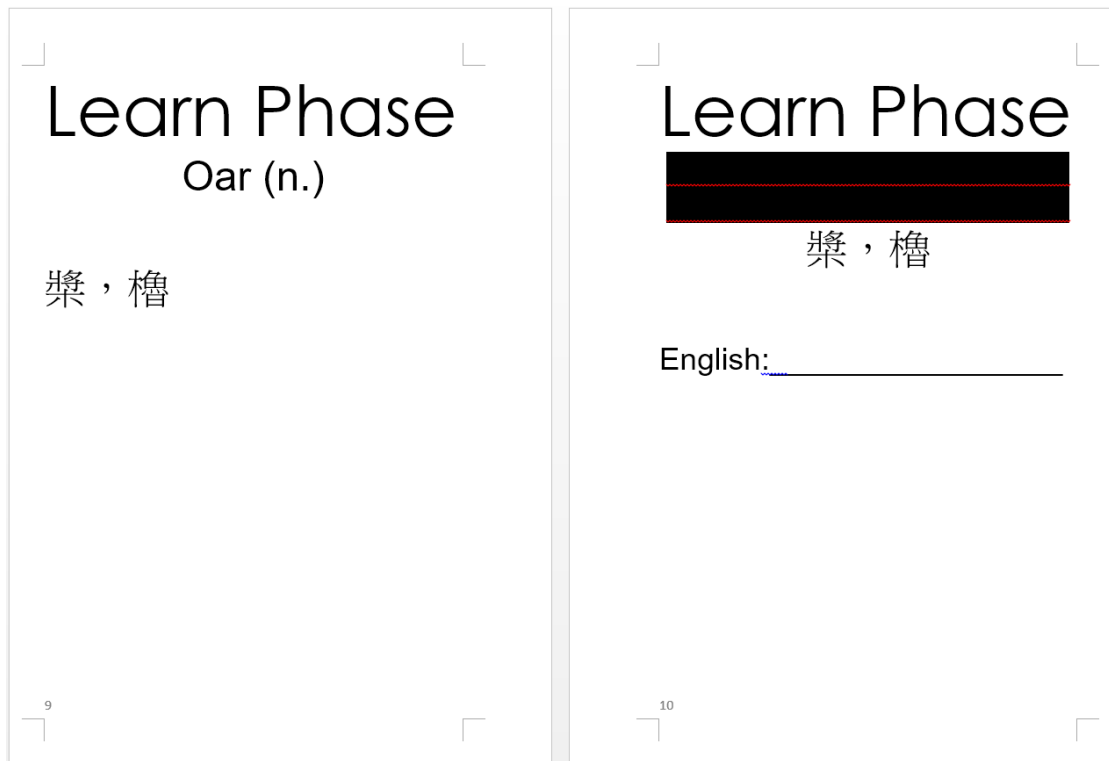 Learn Phase
Oar (n.)
槳，櫓
9
Learn Phase
槳，櫓
English:
10